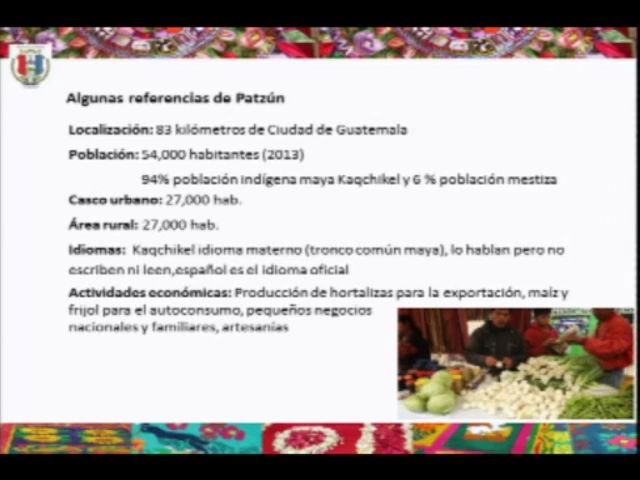 Algunas referencias de Patzún
Localización: 83 kilómetros de Ciudad de Guatemala
Población: 54,000 habitantes (2013)
94% población indígena maya Kaqchikel y 6 % población mestiza
Casco urbano: 27,000 hab.
Área rural: 27,000 hab.
Idiomas: Kaqchikel idioma materno (tronco común maya), lo hablan pero no
escriben ni leen,español es el idioma oficial
Actividades económicas: Producción de hortalizas para la exportación, maíz y
frijol para el autoconsumo, pequeños negocios
nacionales y familiares, artesanias